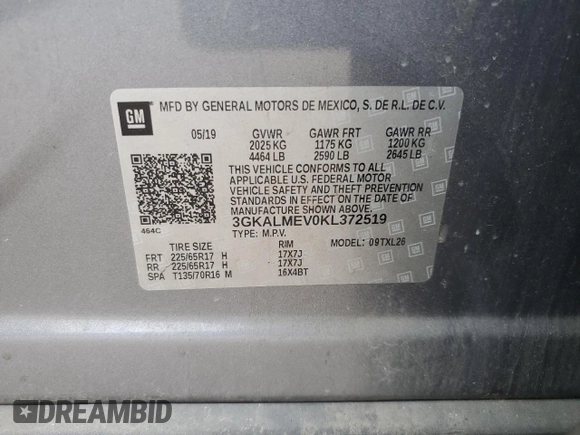 GM
MFD BY GENERAL MOTORS DE MEXICO, S. DE R.L. DE C.V.
05/19 GVWR GAWR FRT GAWR RR
2025 KG 1175 KG 1200 KG
4464 LB 2590 LB 2645 LB
THIS VEHICLE CONFORMS TO ALL
APPLICABLE U.S. FEDERAL MOTOR
VEHICLE SAFETY AND THEFT PREVENTION
STANDARDS IN EFFECT ON THE DATE OF
MANUFACTURE SHOWN ABOVE.
3GKALMEV0KL372519
464C TYPE: M.P.V. MODEL: 09TXL26
TIRE SIZE RIM
FRT 225/65R17 H 17X7J
RR 225/65R17 H 17X7J
SPA T135/70R16 M 16X4BT
DREAMBID